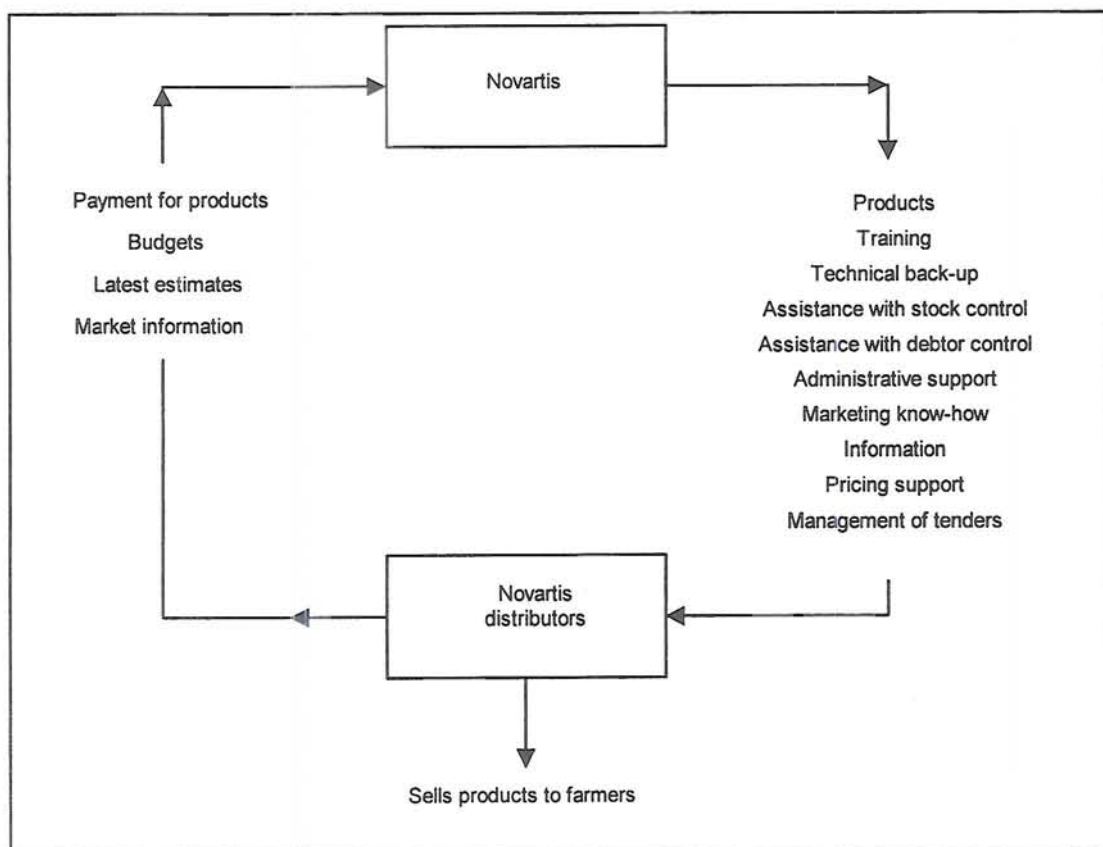 Novartis
Payment for products
Budgets
Latest estimates
Market information
Products
Training
Technical back-up
Assistance with stock control
Assistance with debtor control
Administrative support
Marketing know-how
Information
Pricing support
Management of tenders
Novartis
distributors
Sells products to farmers